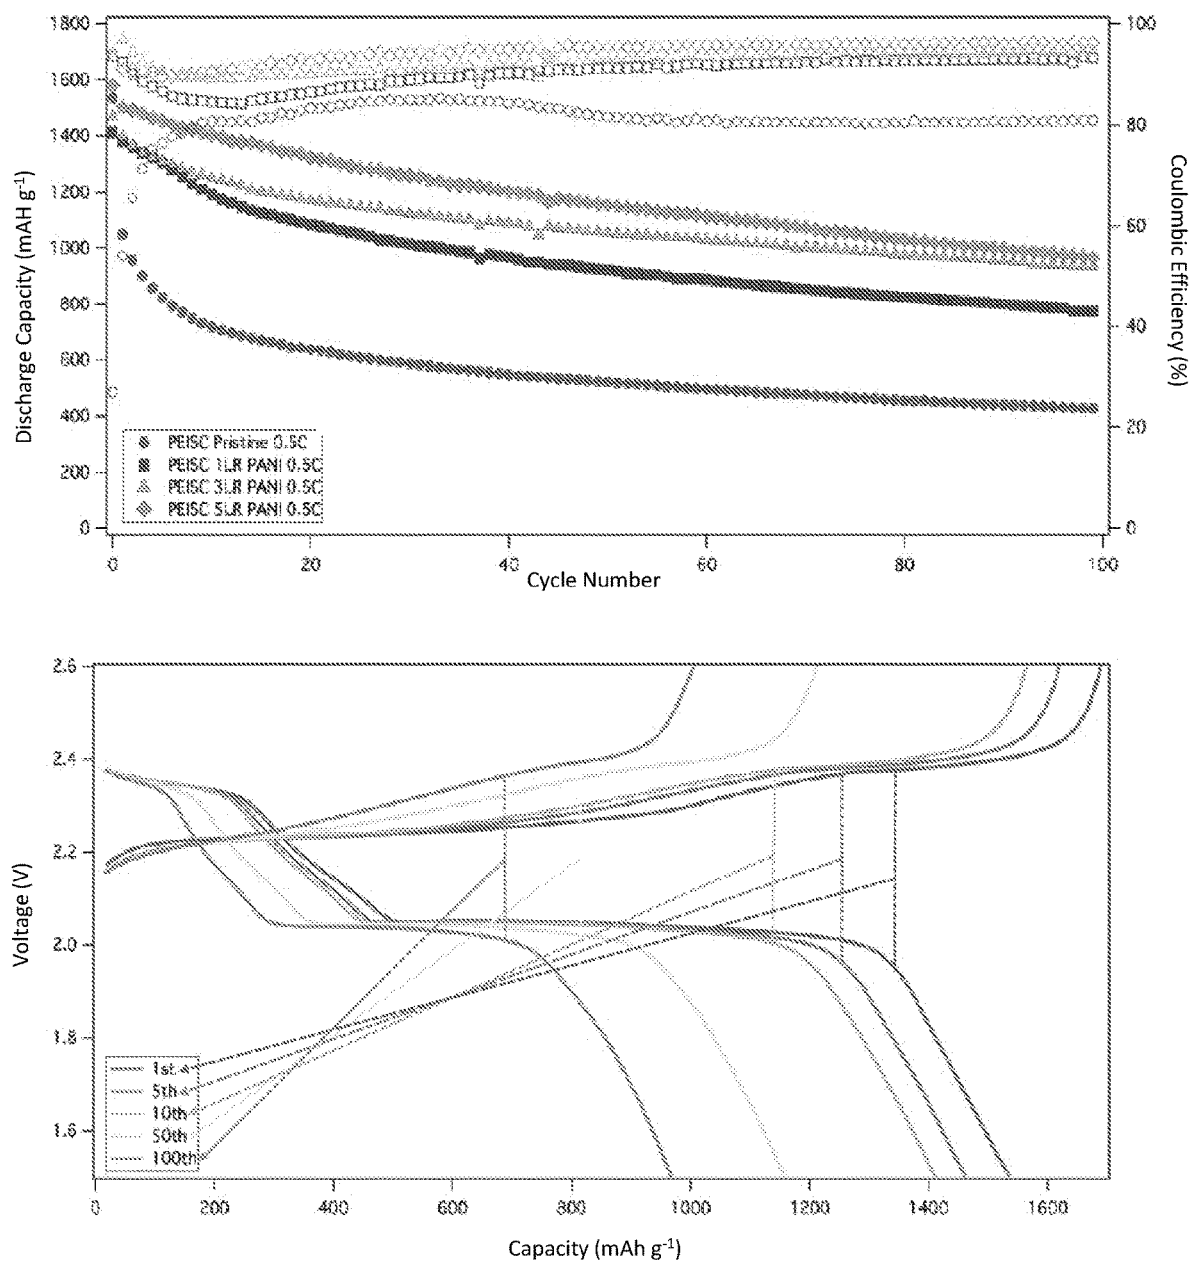 1800
1600
1400
1200
1000
800
600
400
200
0
Discharge Capacity (mAH g-1)
100
80
60
40
20
0
Coulombic Efficiency (%)
PEISC Pristine 0.5C
PEISC 1LR PANI 0.5C
PEISC 3LR PANI 0.5C
PEISC 5LR PANI 0.5C
0 20 40 60 80 100
Cycle Number
2.6
2.4
2.2
2.0
1.8
1.6
Voltage (V)
1st
5th
10th
50th
100th
0 200 400 600 800 1000 1200 1400 1600
Capacity (mAh g-1)